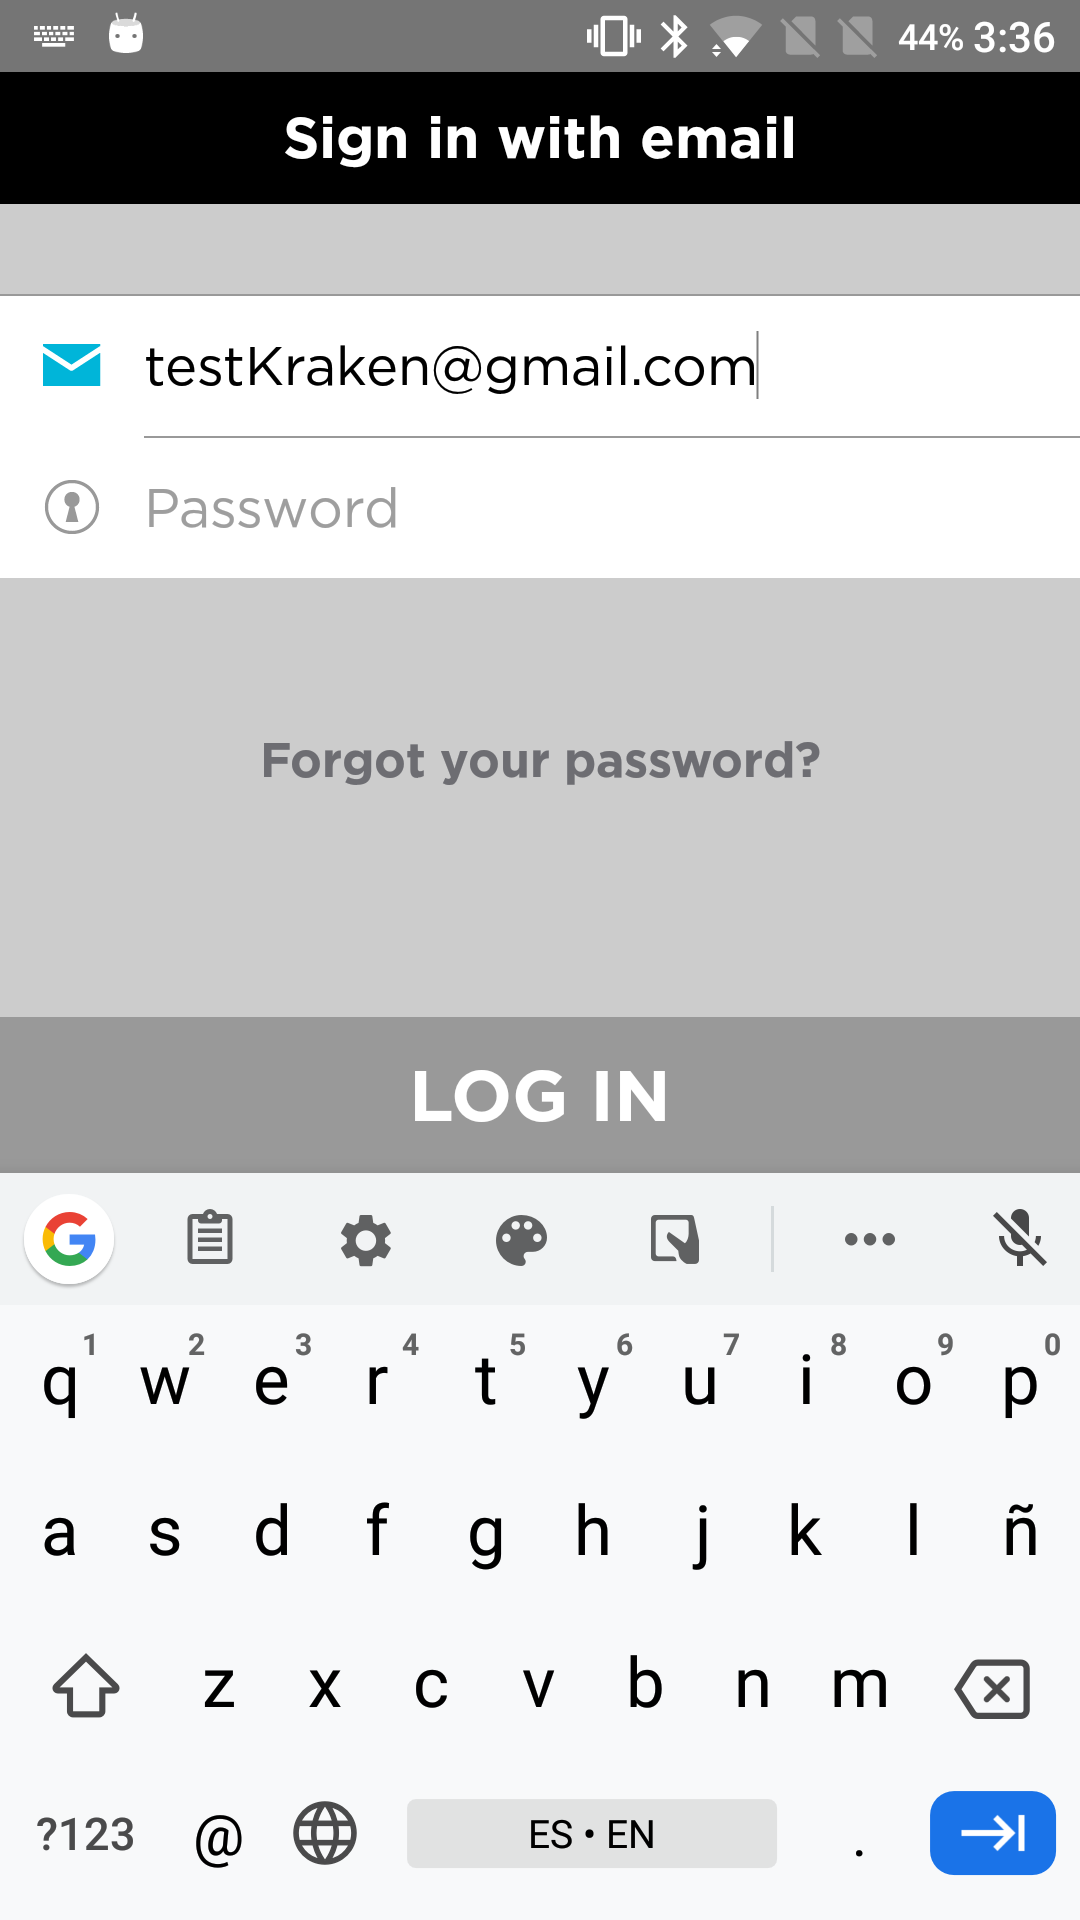 44% 3:36
Sign in with email
testKraken@gmail.com
Password
Forgot your password?
LOG IN
1 2 3 4 5 6 7 8 9 0
q w e r t y u i o p
a s d f g h j k l ñ
z x c v b n m
?123 @ ES • EN .